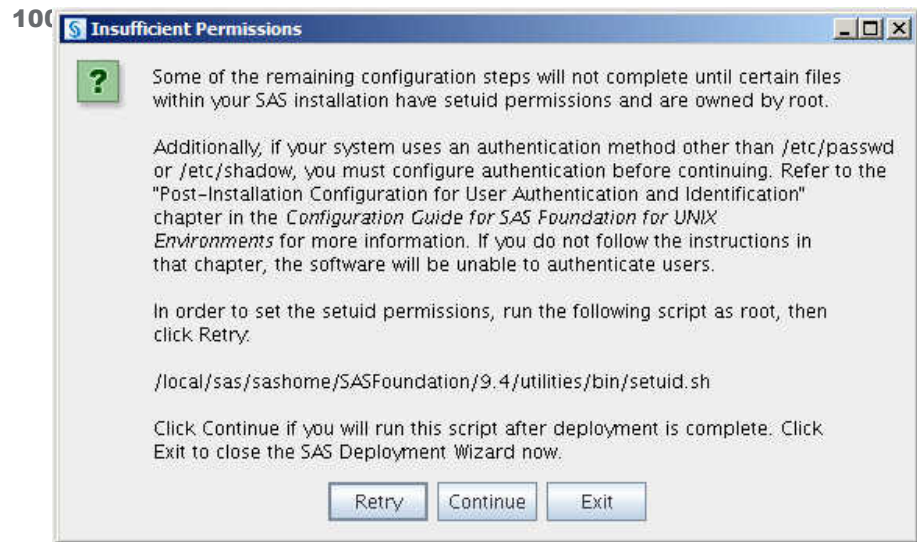 100
Insufficient Permissions
?
Some of the remaining configuration steps will not complete until certain files
within your SAS installation have setuid permissions and are owned by root.
Additionally, if your system uses an authentication method other than /etc/passwd
or /etc/shadow, you must configure authentication before continuing. Refer to the
"Post-Installation Configuration for User Authentication and Identification"
chapter in the Configuration Guide for SAS Foundation for UNIX
Environments for more information. If you do not follow the instructions in
that chapter, the software will be unable to authenticate users.
In order to set the setuid permissions, run the following script as root, then
click Retry:
/local/sas/sashome/SASFoundation/9.4/utilities/bin/setuid.sh
Click Continue if you will run this script after deployment is complete. Click
Exit to close the SAS Deployment Wizard now.
Retry Continue Exit